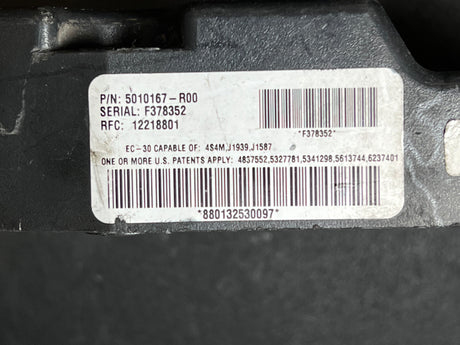 P/N: 5010167-R00
SERIAL: F378352
RFC: 12218801
*F378352*
EC-30 CAPABLE OF: 4S4M,J1939,J1587
ONE OR MORE U.S. PATENTS APPLY: 4837552,5327781,5341298,5613744,6237401
*880132530097*